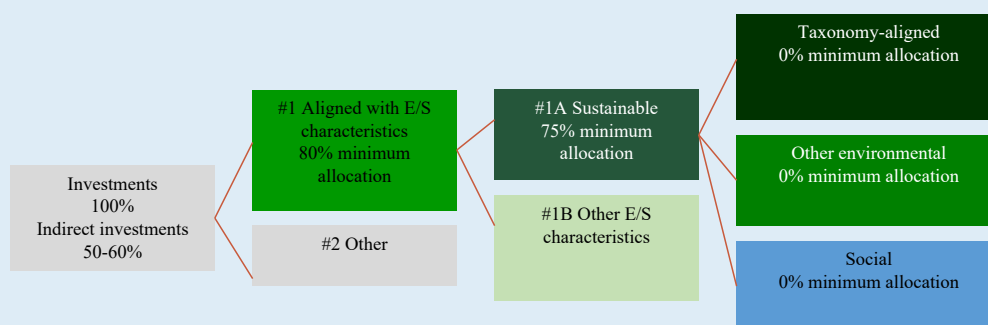 Investments
100%
Indirect investments
50-60%
#1 Aligned with E/S
characteristics
80% minimum
allocation
#2 Other
#1A Sustainable
75% minimum
allocation
#1B Other E/S
characteristics
Taxonomy-aligned
0% minimum allocation
Other environmental
0% minimum allocation
Social
0% minimum allocation